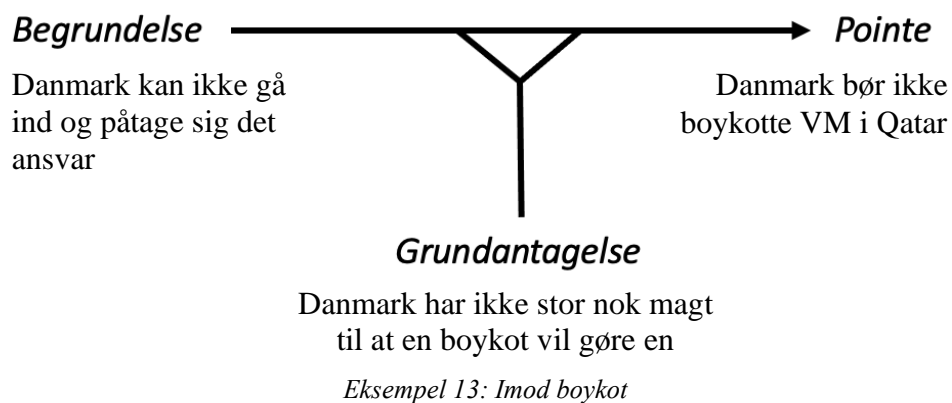 Begrundelse
Pointe
Danmark kan ikke gå
ind og påtage sig det
ansvar
Danmark bør ikke
boykotte VM i Qatar
Grundantagelse
Danmark har ikke stor nok magt
til at en boykot vil gøre en
Eksempel 13: Imod boykot